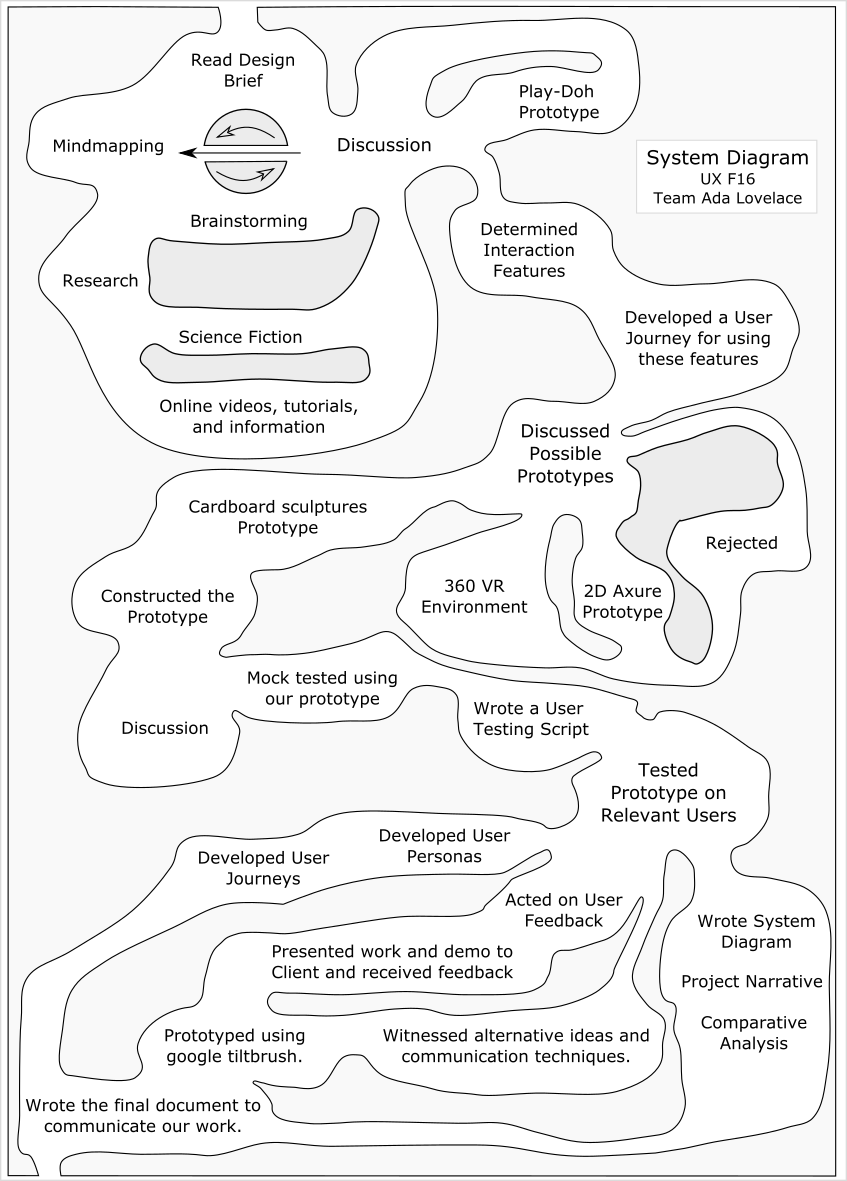 Read Design
Brief
Play-Doh
Prototype
Mindmapping
Discussion
System Diagram
UX F16
Team Ada Lovelace
Brainstorming
Determined
Interaction
Features
Research
Developed a User
Journey for using
these features
Science Fiction
Online videos, tutorials,
and information
Discussed
Possible
Prototypes
Cardboard sculptures
Prototype
Rejected
360 VR
Environment
2D Axure
Prototype
Constructed the
Prototype
Mock tested using
our prototype
Wrote a User
Testing Script
Discussion
Tested
Prototype on
Relevant Users
Developed User
Personas
Developed User
Journeys
Acted on User
Feedback
Wrote System
Diagram
Presented work and demo to
Client and received feedback
Project Narrative
Comparative
Analysis
Prototyped using
google tiltbrush.
Witnessed alternative ideas and
communication techniques.
Wrote the final document to
communicate our work.